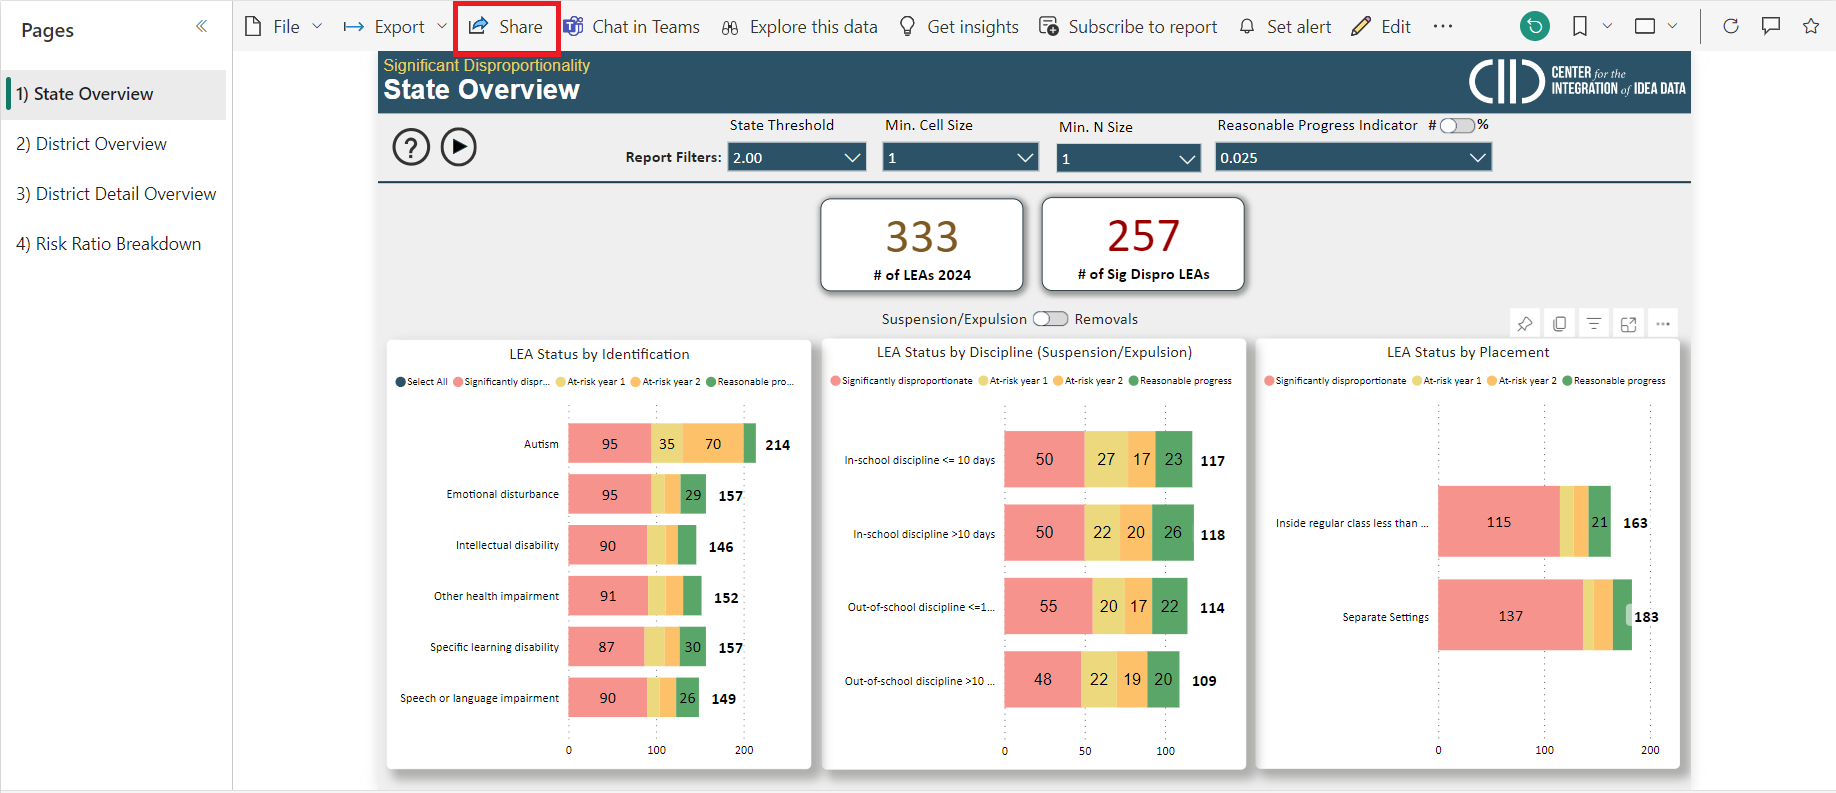 Pages
File
Export
Share
Chat in Teams
Explore this data
Get insights
Subscribe to report
Set alert
Edit
1) State Overview
2) District Overview
3) District Detail Overview
4) Risk Ratio Breakdown
Significant Disproportionality
State Overview
CIID
CENTER for the
INTEGRATION of IDEA DATA
?
Report Filters:
State Threshold
2.00
Min. Cell Size
1
Min. N Size
1
Reasonable Progress Indicator # %
0.025
333
# of LEAs 2024
257
# of Sig Dispro LEAs
Suspension/Expulsion Removals
LEA Status by Identification
Select All Significantly dispr... At-risk year 1 At-risk year 2 Reasonable pro...
Autism 95 35 70 214
Emotional disturbance 95 29 157
Intellectual disability 90 146
Other health impairment 91 152
Specific learning disability 87 30 157
Speech or language impairment 90 26 149
0 100 200
LEA Status by Discipline (Suspension/Expulsion)
Significantly disproportionate At-risk year 1 At-risk year 2 Reasonable progress
In-school discipline <= 10 days 50 27 17 23 117
In-school discipline >10 days 50 22 20 26 118
Out-of-school discipline <=1... 55 20 17 22 114
Out-of-school discipline >10 ... 48 22 19 20 109
0 50 100
LEA Status by Placement
Significantly disproportionate At-risk year 1 At-risk year 2 Reasonable progress
Inside regular class less than ... 115 21 163
Separate Settings 137 183
0 100 200